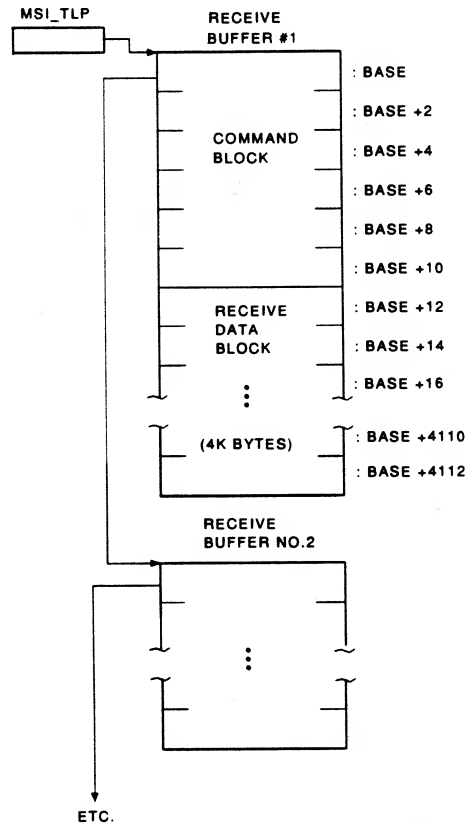 MSI_TLP
RECEIVE
BUFFER #1
: BASE
: BASE +2
COMMAND
BLOCK
: BASE +4
: BASE +6
: BASE +8
: BASE +10
RECEIVE
DATA
BLOCK
: BASE +12
: BASE +14
: BASE +16
(4K BYTES)
: BASE +4110
: BASE +4112
RECEIVE
BUFFER NO.2
ETC.